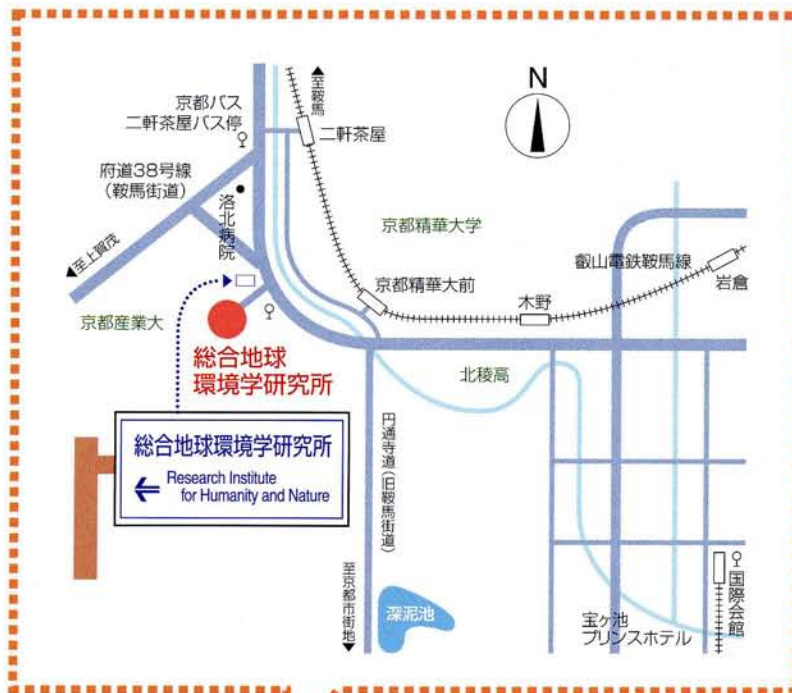 ▲至鞍馬
N
京都バス
二軒茶屋バス停
二軒茶屋
府道38号線
(鞍馬街道)
洛北病院
京都精華大学
▲至上賀茂
叡山電鉄鞍馬線
岩倉
京都精華大前
木野
京都産業大
総合地球
環境学研究所
北稜高
総合地球環境学研究所
← Research Institute
for Humanity and Nature
円通寺道(旧鞍馬街道)
至京都市街地▼
深泥池
国際会館
宝ヶ池
プリンスホテル